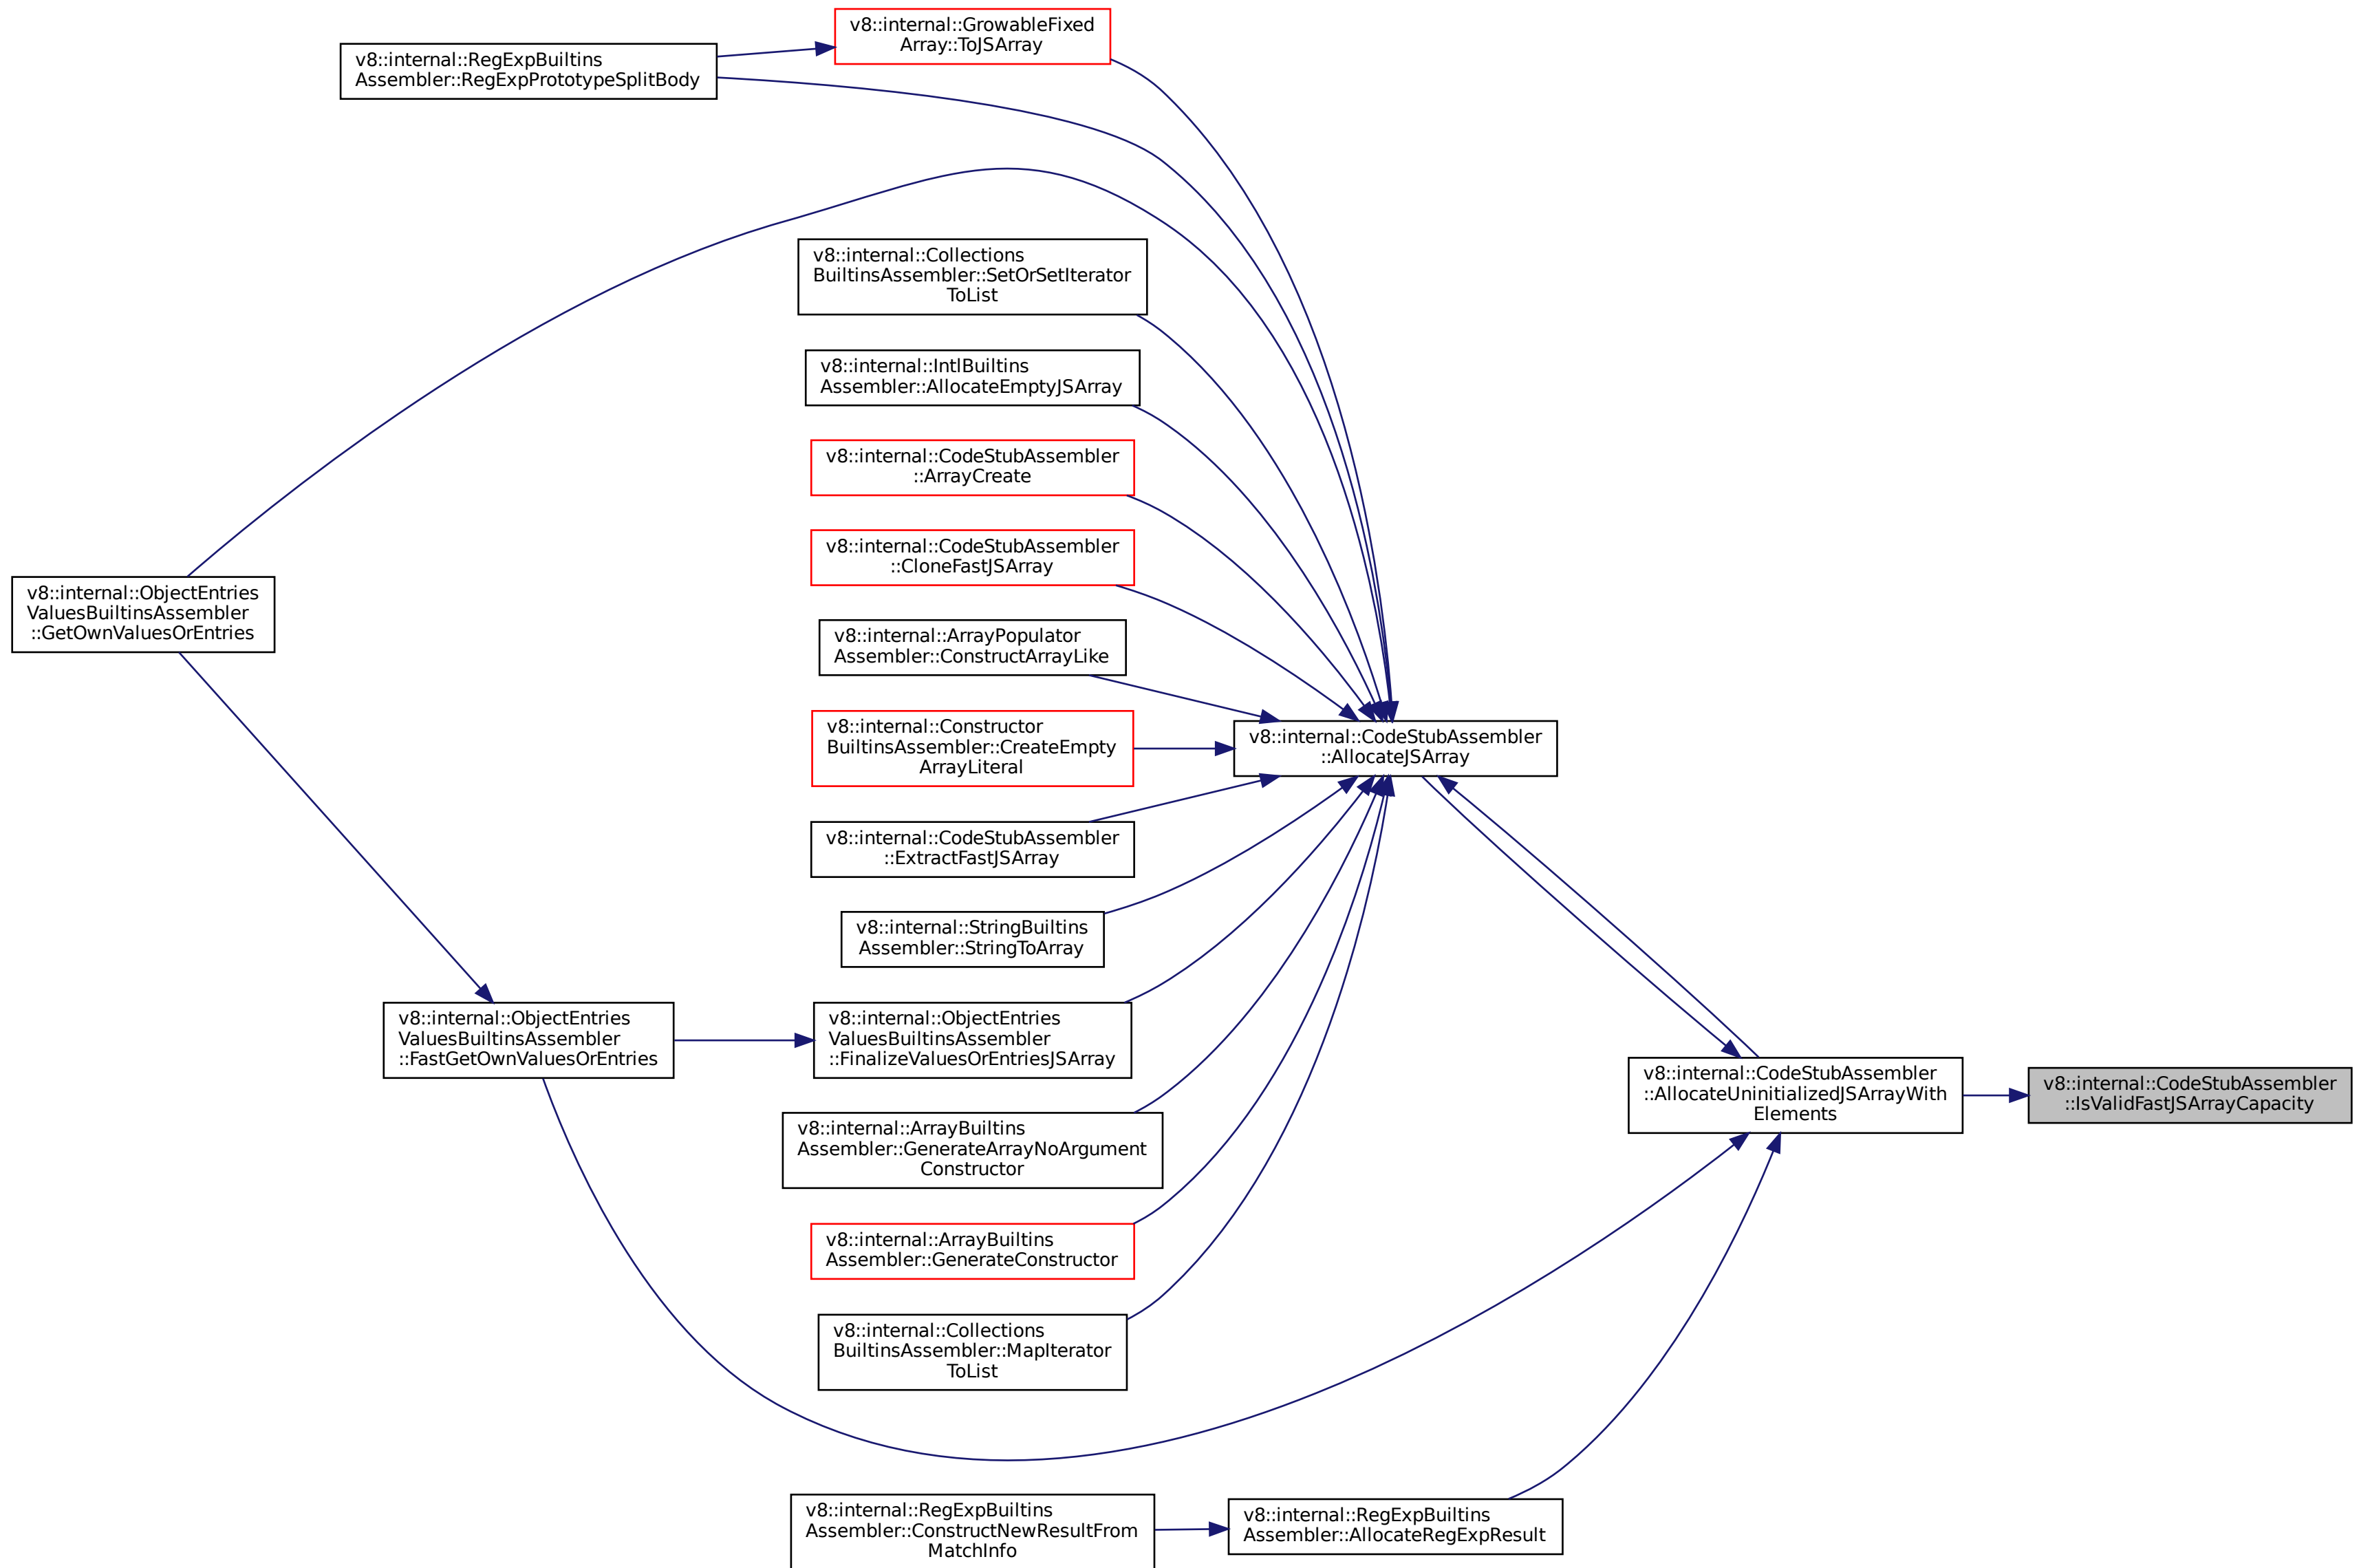 v8::internal::GrowableFixed
Array::ToJSArray
v8::internal::RegExpBuiltins
Assembler::RegExpPrototypeSplitBody
v8::internal::Collections
BuiltinsAssembler::SetOrSetIterator
ToList
v8::internal::IntlBuiltins
Assembler::AllocateEmptyJSArray
v8::internal::CodeStubAssembler
::ArrayCreate
v8::internal::CodeStubAssembler
::CloneFastJSArray
v8::internal::ObjectEntries
ValuesBuiltinsAssembler
::GetOwnValuesOrEntries
v8::internal::ArrayPopulator
Assembler::ConstructArrayLike
v8::internal::Constructor
BuiltinsAssembler::CreateEmpty
ArrayLiteral
v8::internal::CodeStubAssembler
::AllocateJSArray
v8::internal::CodeStubAssembler
::ExtractFastJSArray
v8::internal::StringBuiltins
Assembler::StringToArray
v8::internal::ObjectEntries
ValuesBuiltinsAssembler
::FastGetOwnValuesOrEntries
v8::internal::ObjectEntries
ValuesBuiltinsAssembler
::FinalizeValuesOrEntriesJSArray
v8::internal::CodeStubAssembler
::AllocateUninitializedJSArrayWith
Elements
v8::internal::CodeStubAssembler
::IsValidFastJSArrayCapacity
v8::internal::ArrayBuiltins
Assembler::GenerateArrayNoArgument
Constructor
v8::internal::ArrayBuiltins
Assembler::GenerateConstructor
v8::internal::Collections
BuiltinsAssembler::MapIterator
ToList
v8::internal::RegExpBuiltins
Assembler::ConstructNewResultFrom
MatchInfo
v8::internal::RegExpBuiltins
Assembler::AllocateRegExpResult